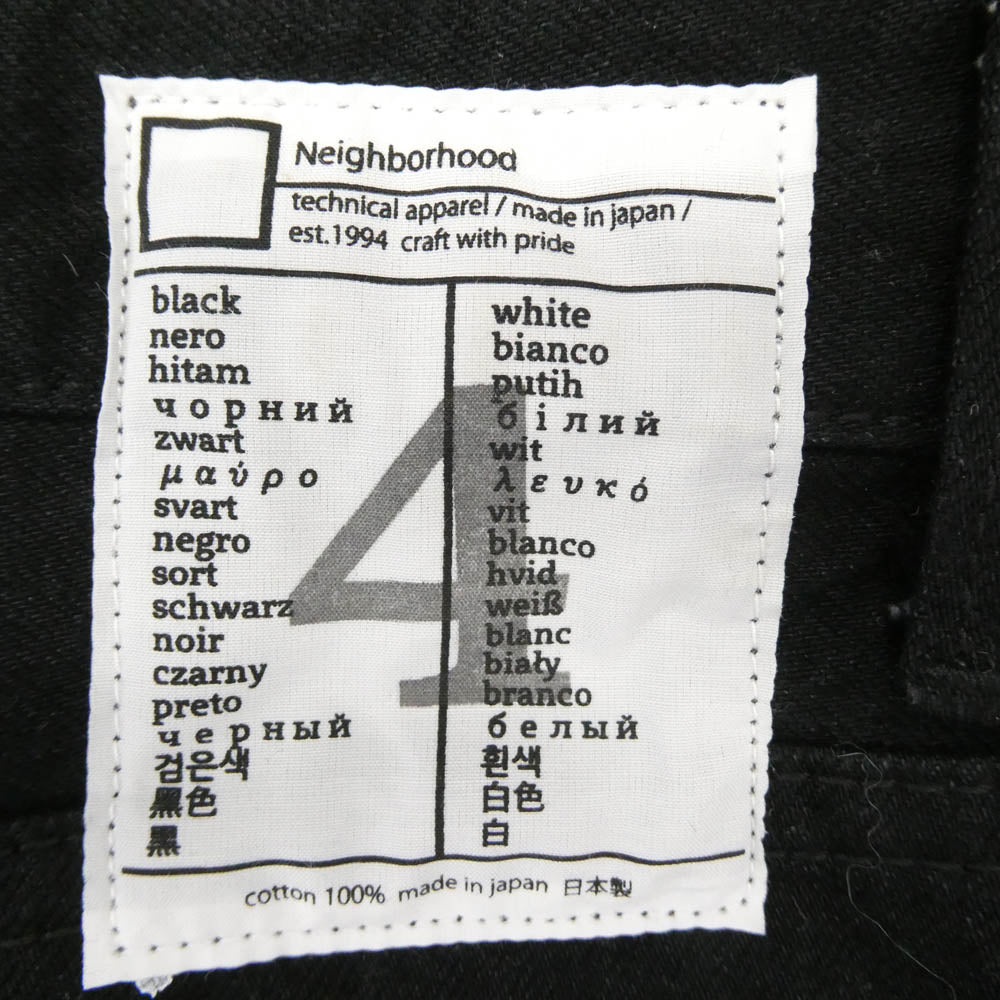 Neighborhood
technical apparel / made in japan /
est.1994 craft with pride
black
nero
hitam
чорний
zwart
μαύρο
svart
negro
sort
schwarz
noir
czarny
preto
черный
검은색
黑色
黒
white
bianco
putih
білий
wit
λευκό
vit
blanco
hvid
weiß
blanc
biały
branco
белый
흰색
白色
白
4
cotton 100% made in japan 日本製